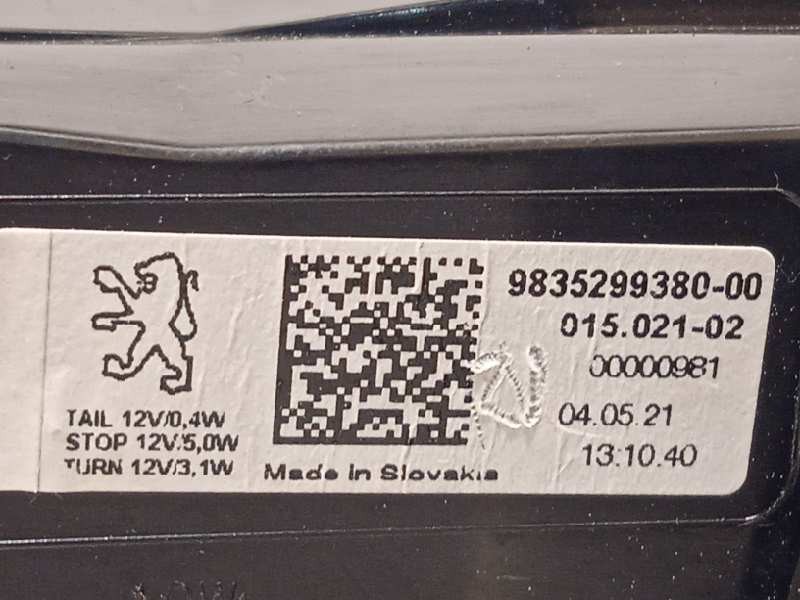 9835299380-00
015.021-02
00000981
04.05.21
13:10.40
TAIL 12V/0,4W
STOP 12V/5,0W
TURN 12V/3,1W
Made in Slovakia